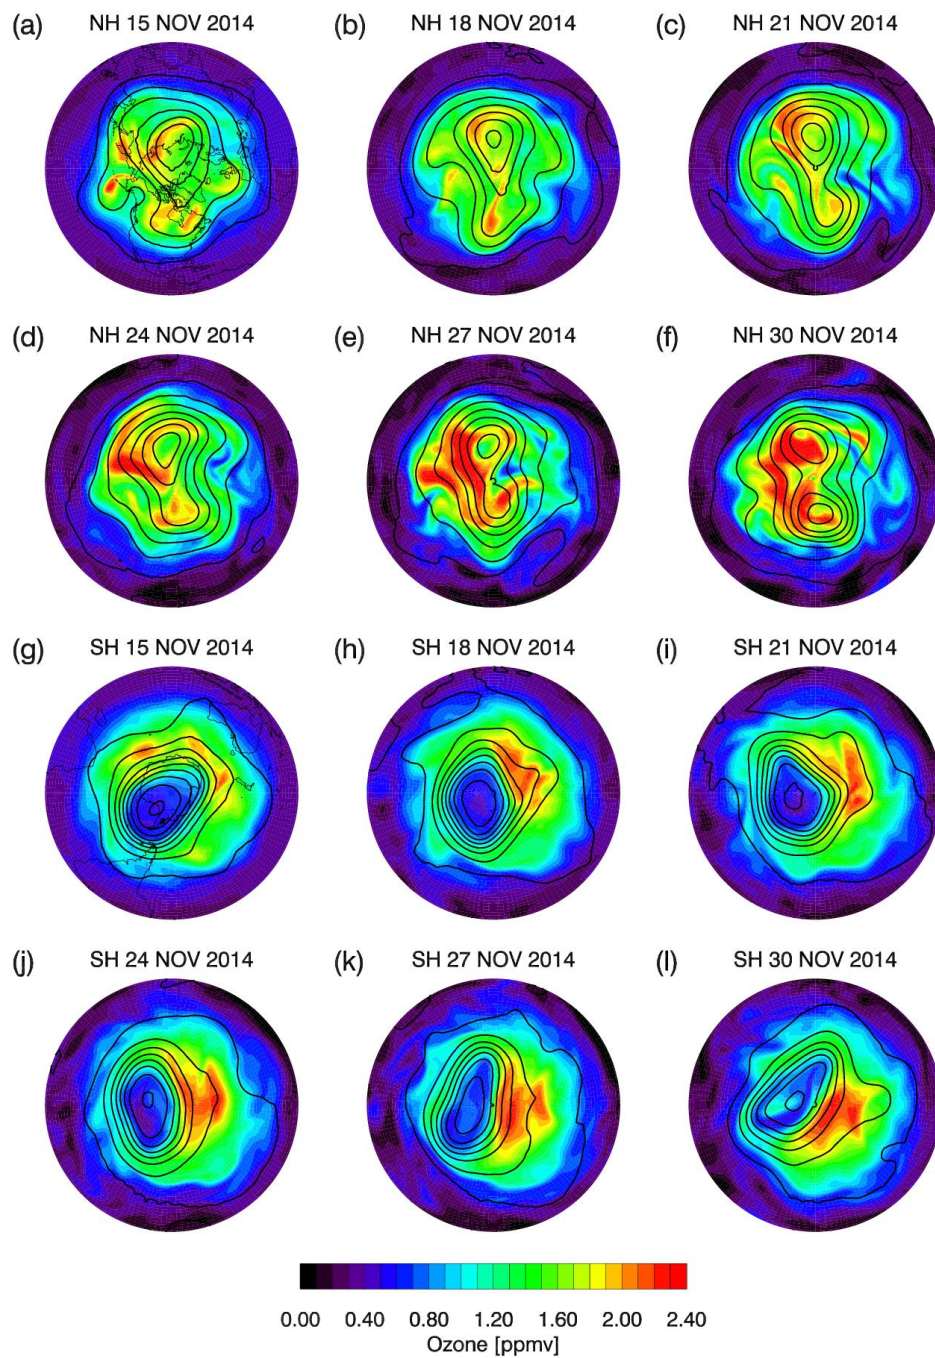 (a) NH 15 NOV 2014 (b) NH 18 NOV 2014 (c) NH 21 NOV 2014
(d) NH 24 NOV 2014 (e) NH 27 NOV 2014 (f) NH 30 NOV 2014
(g) SH 15 NOV 2014 (h) SH 18 NOV 2014 (i) SH 21 NOV 2014
(j) SH 24 NOV 2014 (k) SH 27 NOV 2014 (l) SH 30 NOV 2014
0.00 0.40 0.80 1.20 1.60 2.00 2.40
Ozone [ppmv]